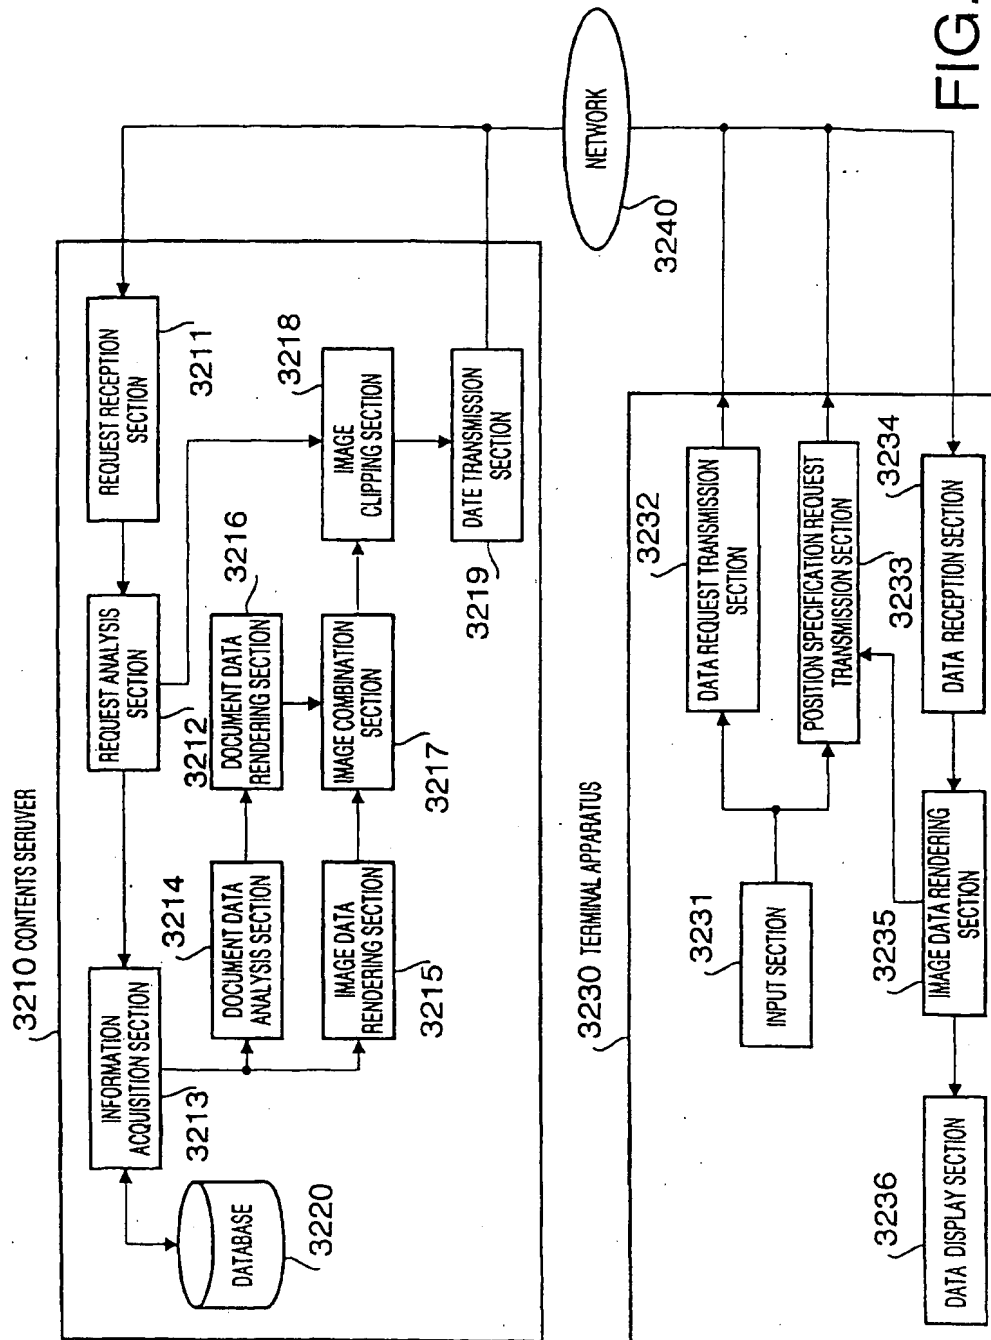 3210 CONTENTS SERUVER
DATABASE
3220
INFORMATION
ACQUISITION SECTION
3213
REQUEST ANALYSIS
SECTION
3212
REQUEST RECEPTION
SECTION
3211
DOCUMENT DATA
ANALYSIS SECTION
3214
DOCUMENT DATA
RENDERING SECTION
3216
IMAGE DATA
RENDERING SECTION
3215
IMAGE COMBINATION
SECTION
3217
IMAGE
CLIPPING SECTION
3218
DATE TRANSMISSION
SECTION
3219
NETWORK
3240
3230 TERMINAL APPARATUS
INPUT SECTION
3231
DATA REQUEST TRANSMISSION
SECTION
3232
POSITION SPECIFICATION REQUEST
TRANSMISSION SECTION
3233
DATA RECEPTION SECTION
3234
IMAGE DATA RENDERING
SECTION
3235
DATA DISPLAY SECTION
3236
FIG.